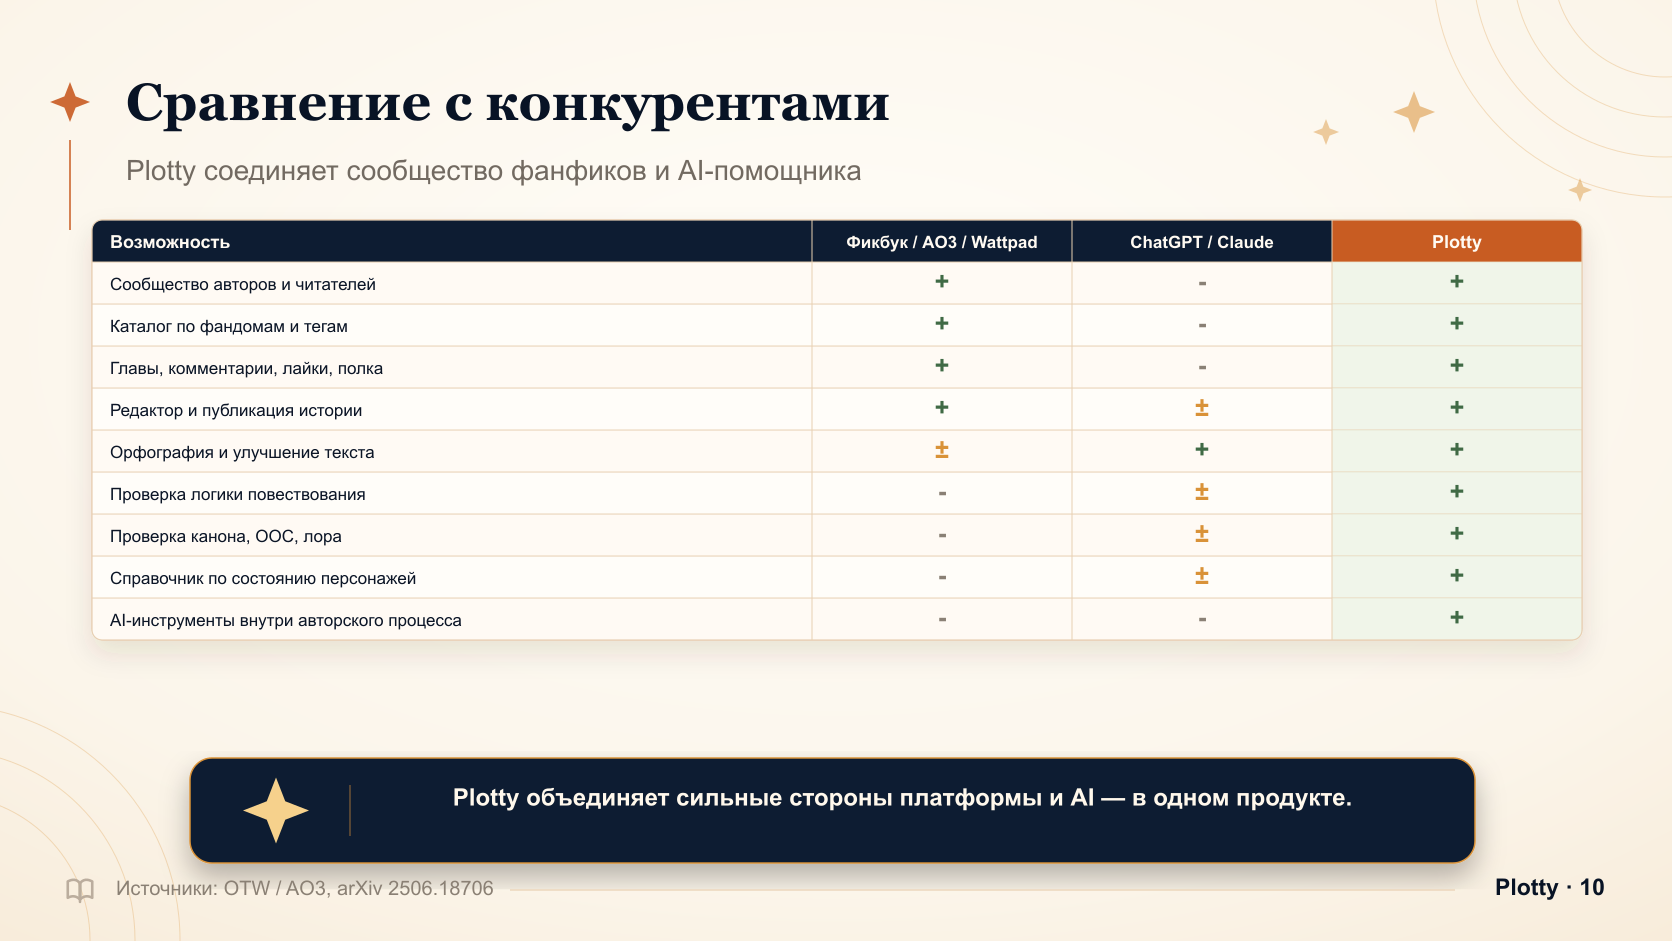 Сравнение с конкурентами
Plotty соединяет сообщество фанфиков и AI-помощника
Возможность Фикбук / AO3 / Wattpad ChatGPT / Claude Plotty
Сообщество авторов и читателей + - +
Каталог по фандомам и тегам + - +
Главы, комментарии, лайки, полка + - +
Редактор и публикация истории + ± +
Орфография и улучшение текста ± + +
Проверка логики повествования - ± +
Проверка канона, ООС, лора - ± +
Справочник по состоянию персонажей - ± +
AI-инструменты внутри авторского процесса - - +
Plotty объединяет сильные стороны платформы и AI — в одном продукте.
Источники: OTW / AO3, arXiv 2506.18706
Plotty · 10